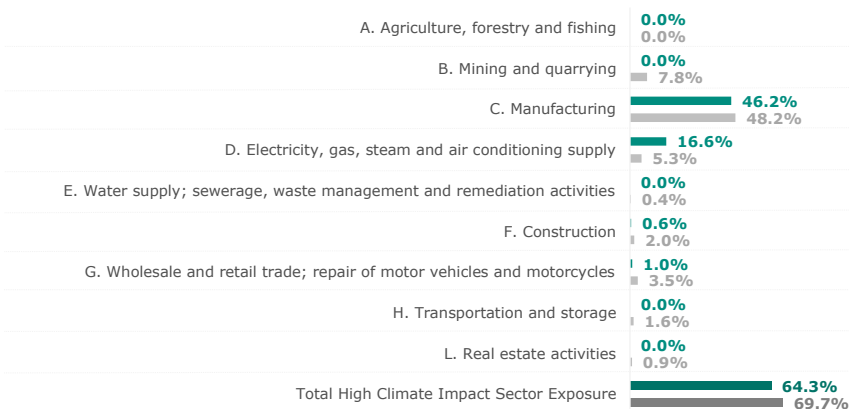 A. Agriculture, forestry and fishing
0.0%
0.0%
B. Mining and quarrying
0.0%
7.8%
C. Manufacturing
46.2%
48.2%
D. Electricity, gas, steam and air conditioning supply
16.6%
5.3%
E. Water supply; sewerage, waste management and remediation activities
0.0%
0.4%
F. Construction
0.6%
2.0%
G. Wholesale and retail trade; repair of motor vehicles and motorcycles
1.0%
3.5%
H. Transportation and storage
0.0%
1.6%
L. Real estate activities
0.0%
0.9%
Total High Climate Impact Sector Exposure
64.3%
69.7%